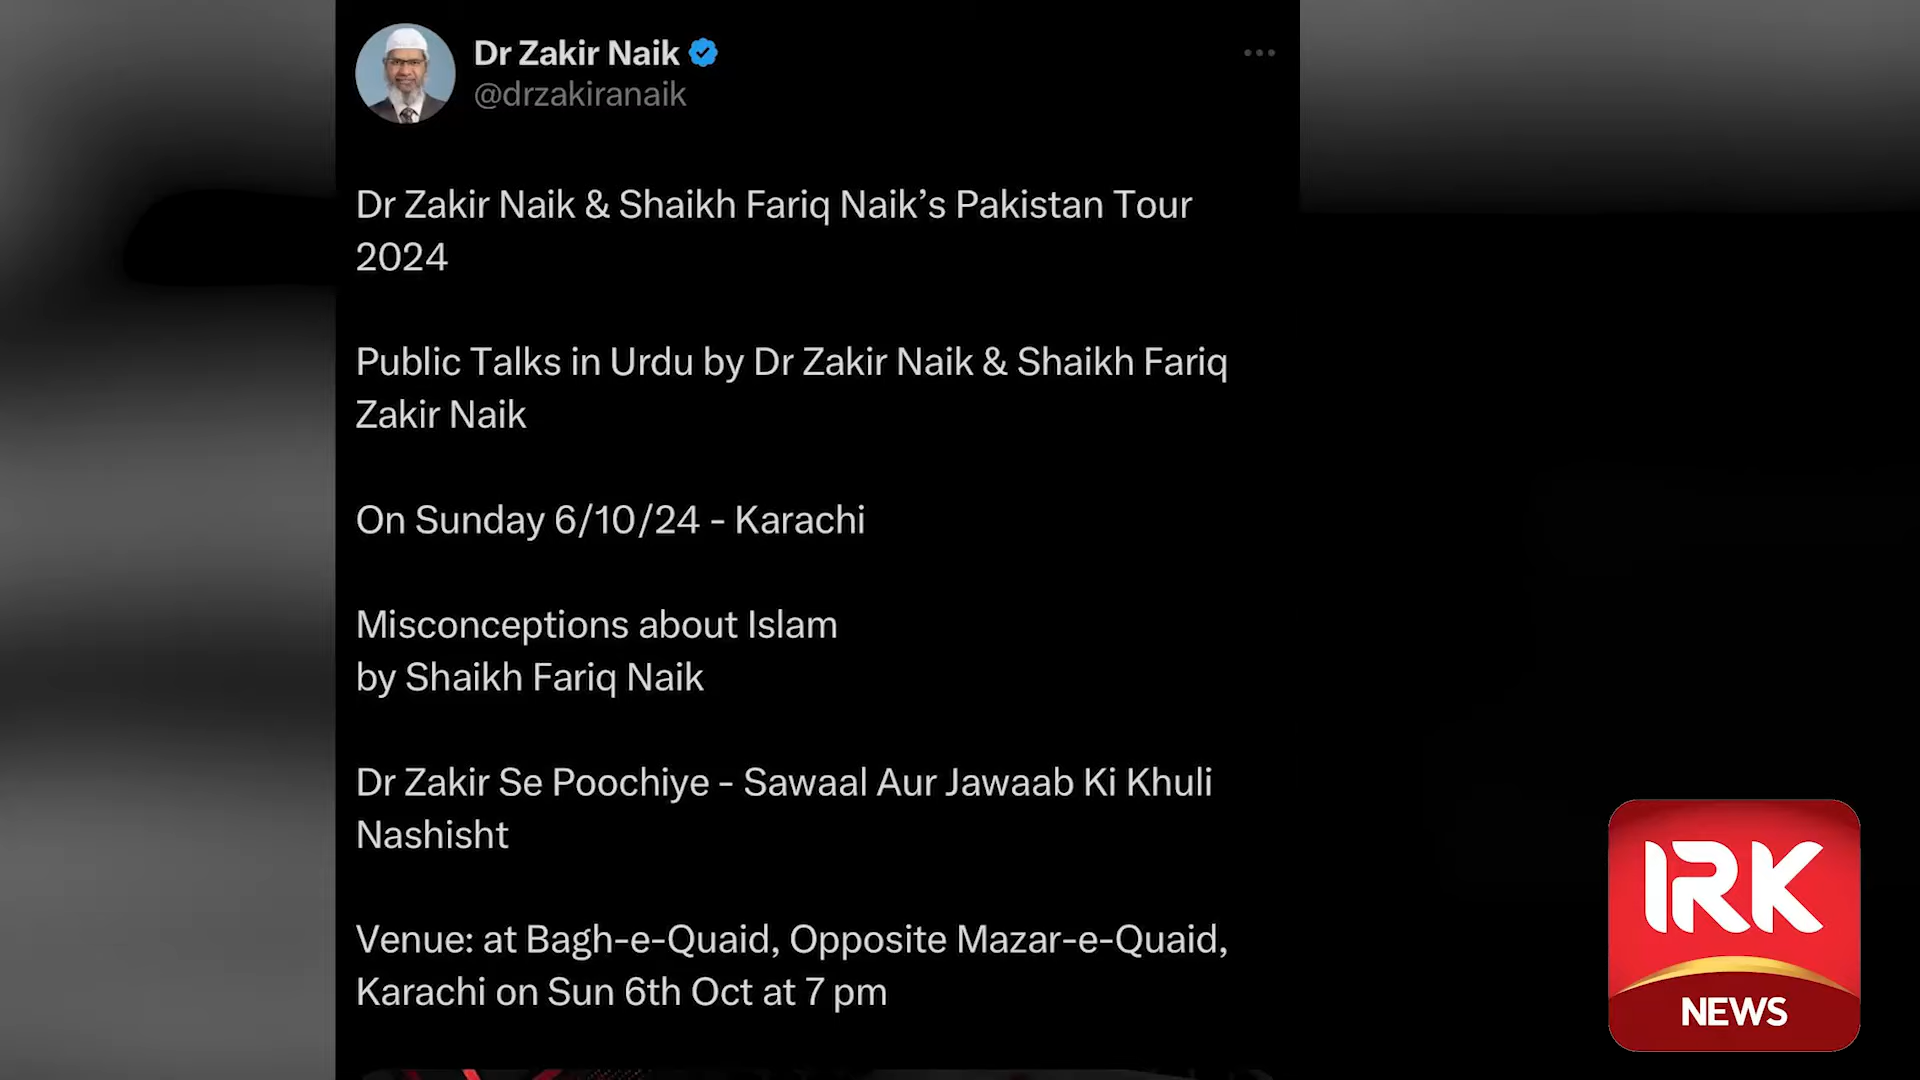 Dr Zakir Naik
@drzakiranaik
Dr Zakir Naik & Shaikh Fariq Naik’s Pakistan Tour
2024
Public Talks in Urdu by Dr Zakir Naik & Shaikh Fariq
Zakir Naik
On Sunday 6/10/24 - Karachi
Misconceptions about Islam
by Shaikh Fariq Naik
Dr Zakir Se Poochiye - Sawaal Aur Jawaab Ki Khuli
Nashisht
Venue: at Bagh-e-Quaid, Opposite Mazar-e-Quaid,
Karachi on Sun 6th Oct at 7 pm
IRK
NEWS